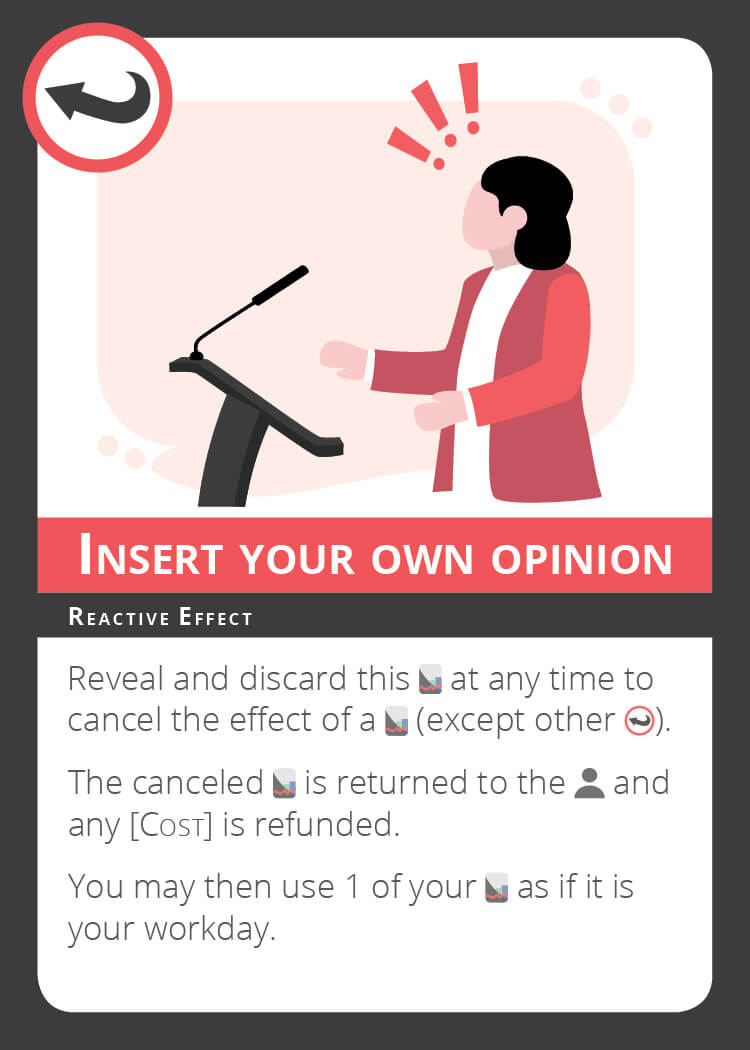 Insert your own opinion
Reactive Effect
Reveal and discard this at any time to
cancel the effect of a (except other ).
The canceled is returned to the and
any [Cost] is refunded.
You may then use 1 of your as if it is
your workday.